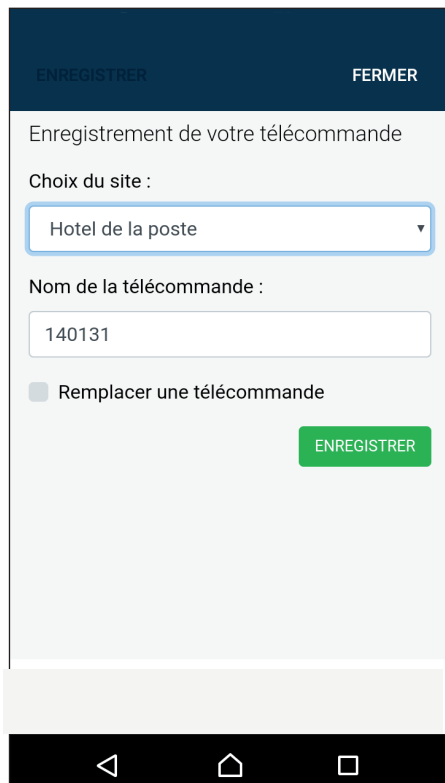 ENREGISTRER FERMER
Enregistrement de votre télécommande
Choix du site :
Hotel de la poste
Nom de la télécommande :
140131
Remplacer une télécommande
ENREGISTRER